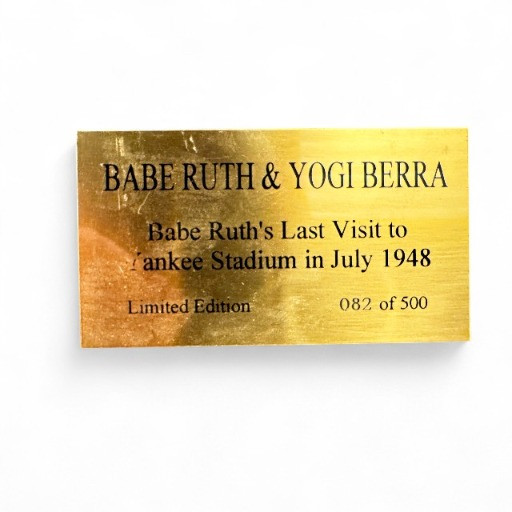 BABE RUTH & YOGI BERRA
Babe Ruth's Last Visit to
Yankee Stadium in July 1948
Limited Edition 082 of 500